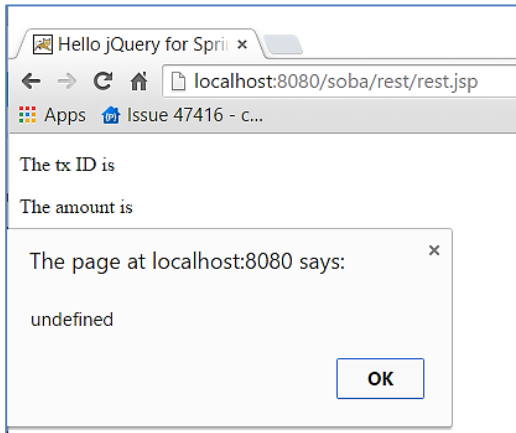 Hello jQuery for Spri
localhost:8080/soba/rest/rest.jsp
Apps Issue 47416 - c...
The tx ID is
The amount is
The page at localhost:8080 says:
undefined
OK